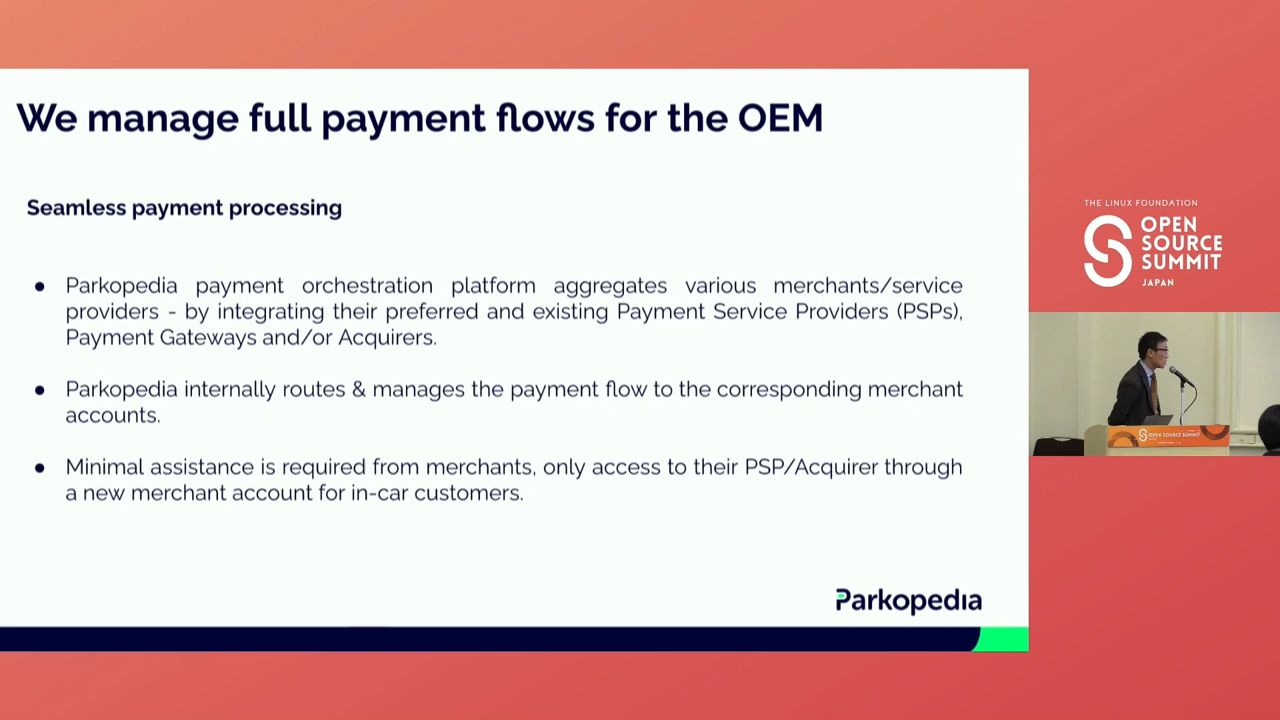 We manage full payment flows for the OEM
Seamless payment processing
● Parkopedia payment orchestration platform aggregates various merchants/service
providers - by integrating their preferred and existing Payment Service Providers (PSPs),
Payment Gateways and/or Acquirers.
● Parkopedia internally routes & manages the payment flow to the corresponding merchant
accounts.
● Minimal assistance is required from merchants, only access to their PSP/Acquirer through
a new merchant account for in-car customers.
Parkopedia
THE LINUX FOUNDATION
OPEN
SOURCE
SUMMIT
JAPAN
OPEN SOURCE SUMMIT